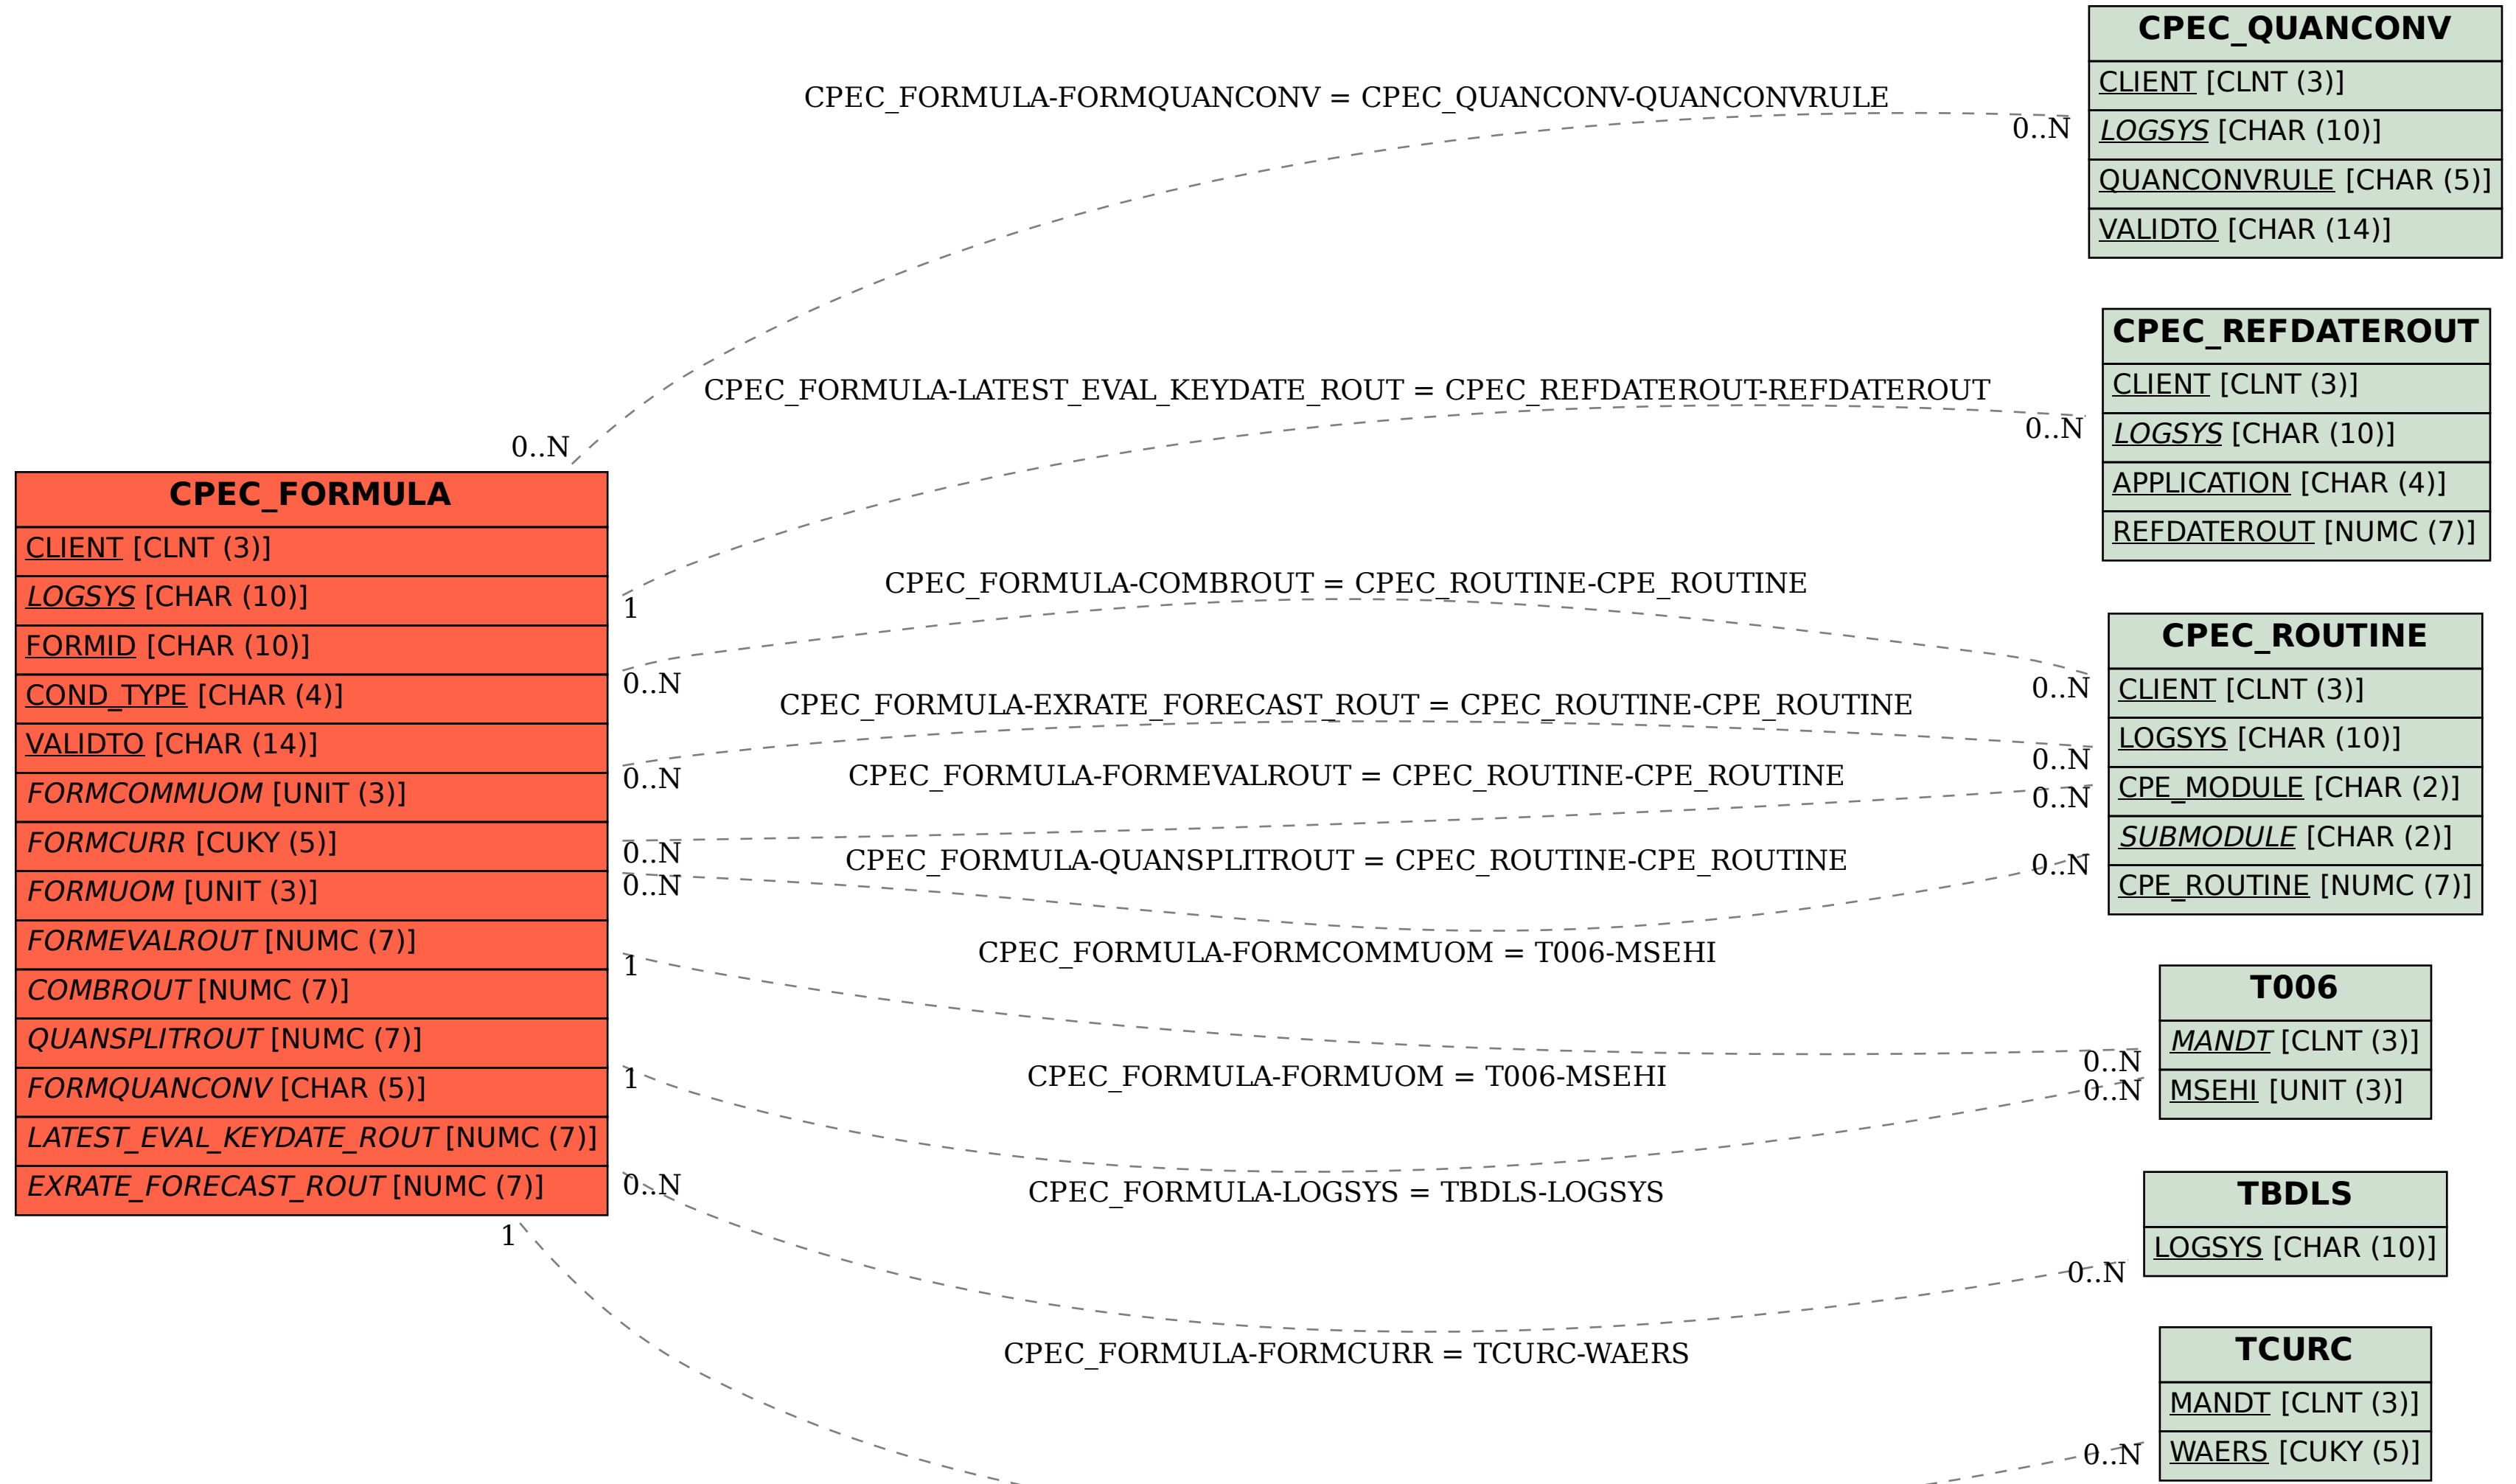 CPEC_FORMULA
CLIENT [CLNT (3)]
LOGSYS [CHAR (10)]
FORMID [CHAR (10)]
COND_TYPE [CHAR (4)]
VALIDTO [CHAR (14)]
FORMCOMMUOM [UNIT (3)]
FORMCURR [CUKY (5)]
FORMUOM [UNIT (3)]
FORMEVALROUT [NUMC (7)]
COMBROUT [NUMC (7)]
QUANSPLITROUT [NUMC (7)]
FORMQUANCONV [CHAR (5)]
LATEST_EVAL_KEYDATE_ROUT [NUMC (7)]
EXRATE_FORECAST_ROUT [NUMC (7)]
CPEC_FORMULA-FORMQUANCONV = CPEC_QUANCONV-QUANCONVRULE
0..N
0..N
CPEC_FORMULA-LATEST_EVAL_KEYDATE_ROUT = CPEC_REFDATEROUT-REFDATEROUT
1
0..N
CPEC_FORMULA-COMBROUT = CPEC_ROUTINE-CPE_ROUTINE
0..N
0..N
CPEC_FORMULA-EXRATE_FORECAST_ROUT = CPEC_ROUTINE-CPE_ROUTINE
0..N
0..N
CPEC_FORMULA-FORMEVALROUT = CPEC_ROUTINE-CPE_ROUTINE
0..N
0..N
CPEC_FORMULA-QUANSPLITROUT = CPEC_ROUTINE-CPE_ROUTINE
0..N
0..N
CPEC_FORMULA-FORMCOMMUOM = T006-MSEHI
1
0..N
CPEC_FORMULA-FORMUOM = T006-MSEHI
1
0..N
CPEC_FORMULA-LOGSYS = TBDLS-LOGSYS
0..N
0..N
CPEC_FORMULA-FORMCURR = TCURC-WAERS
1
0..N
CPEC_QUANCONV
CLIENT [CLNT (3)]
LOGSYS [CHAR (10)]
QUANCONVRULE [CHAR (5)]
VALIDTO [CHAR (14)]
CPEC_REFDATEROUT
CLIENT [CLNT (3)]
LOGSYS [CHAR (10)]
APPLICATION [CHAR (4)]
REFDATEROUT [NUMC (7)]
CPEC_ROUTINE
CLIENT [CLNT (3)]
LOGSYS [CHAR (10)]
CPE_MODULE [CHAR (2)]
SUBMODULE [CHAR (2)]
CPE_ROUTINE [NUMC (7)]
T006
MANDT [CLNT (3)]
MSEHI [UNIT (3)]
TBDLS
LOGSYS [CHAR (10)]
TCURC
MANDT [CLNT (3)]
WAERS [CUKY (5)]